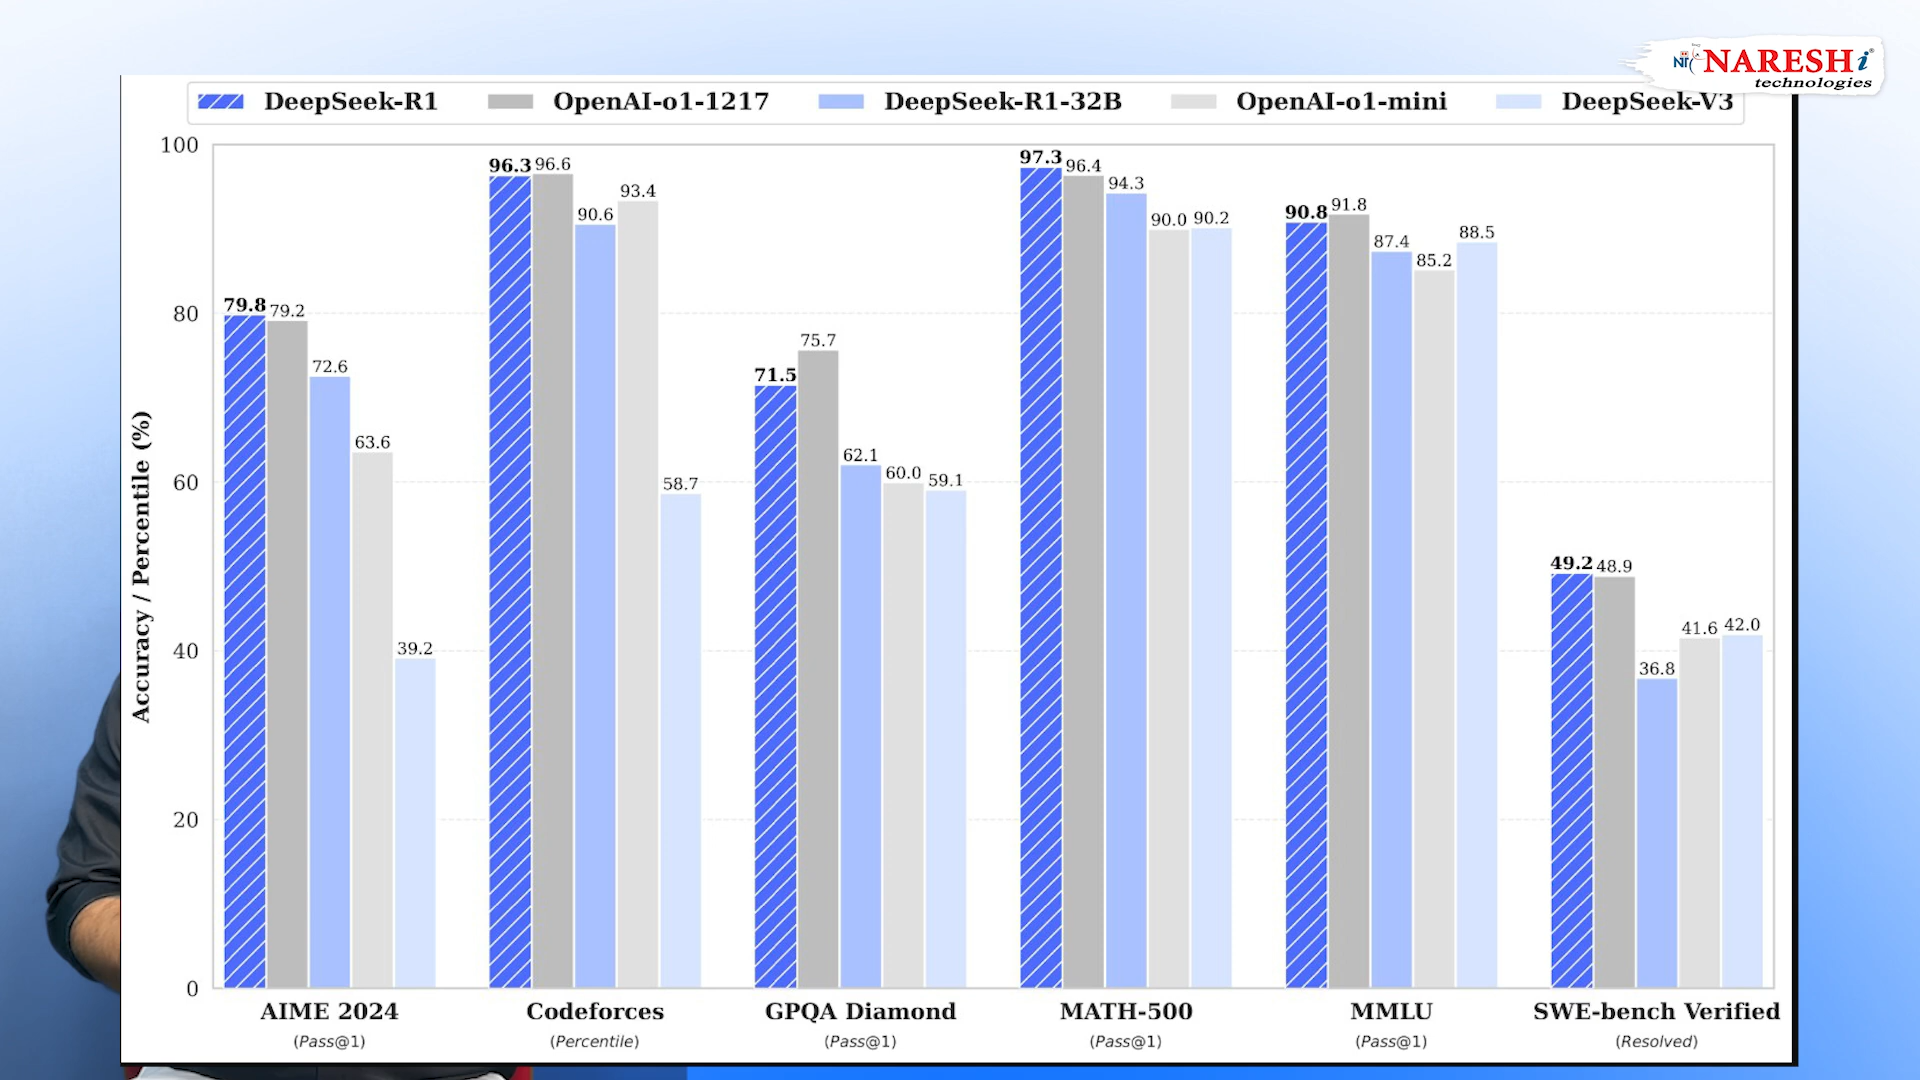 NARESHi
technologies
DeepSeek-R1 OpenAI-o1-1217 DeepSeek-R1-32B OpenAI-o1-mini DeepSeek-V3
Accuracy / Percentile (%)
100
80
60
40
20
0
79.8 79.2 72.6 63.6 39.2
96.3 96.6 90.6 93.4 58.7
71.5 75.7 62.1 60.0 59.1
97.3 96.4 94.3 90.0 90.2
90.8 91.8 87.4 85.2 88.5
49.2 48.9 36.8 41.6 42.0
AIME 2024 Codeforces GPQA Diamond MATH-500 MMLU SWE-bench Verified
(Pass@1) (Percentile) (Pass@1) (Pass@1) (Pass@1) (Resolved)